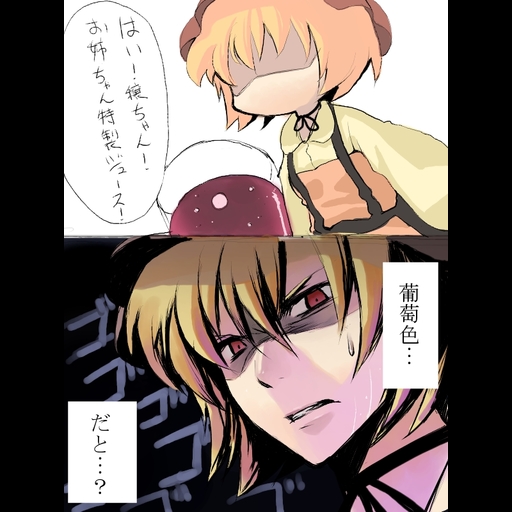 はい！穣ちゃん！
お姉ちゃん特製ジュース！
葡萄色…
だと…？
ゴゴゴゴゴゴ